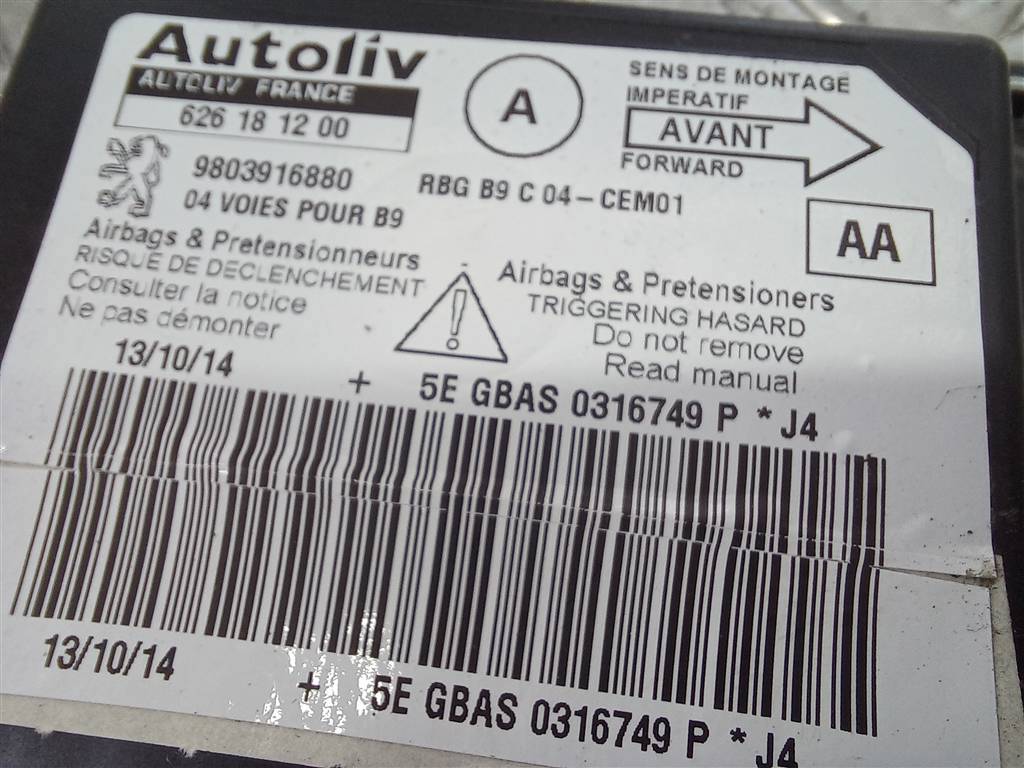 Autoliv
AUTOLIV FRANCE
626 18 12 00
A
SENS DE MONTAGE
IMPERATIF
AVANT
FORWARD
9803916880
04 VOIES POUR B9
RBG B9 C 04-CEM01
AA
Airbags & Pretensionneurs
RISQUE DE DECLENCHEMENT
Consulter la notice
Ne pas démonter
!
Airbags & Pretensioners
TRIGGERING HASARD
Do not remove
Read manual
13/10/14 + 5E GBAS 0316749 P * J4
13/10/14 + 5E GBAS 0316749 P * J4